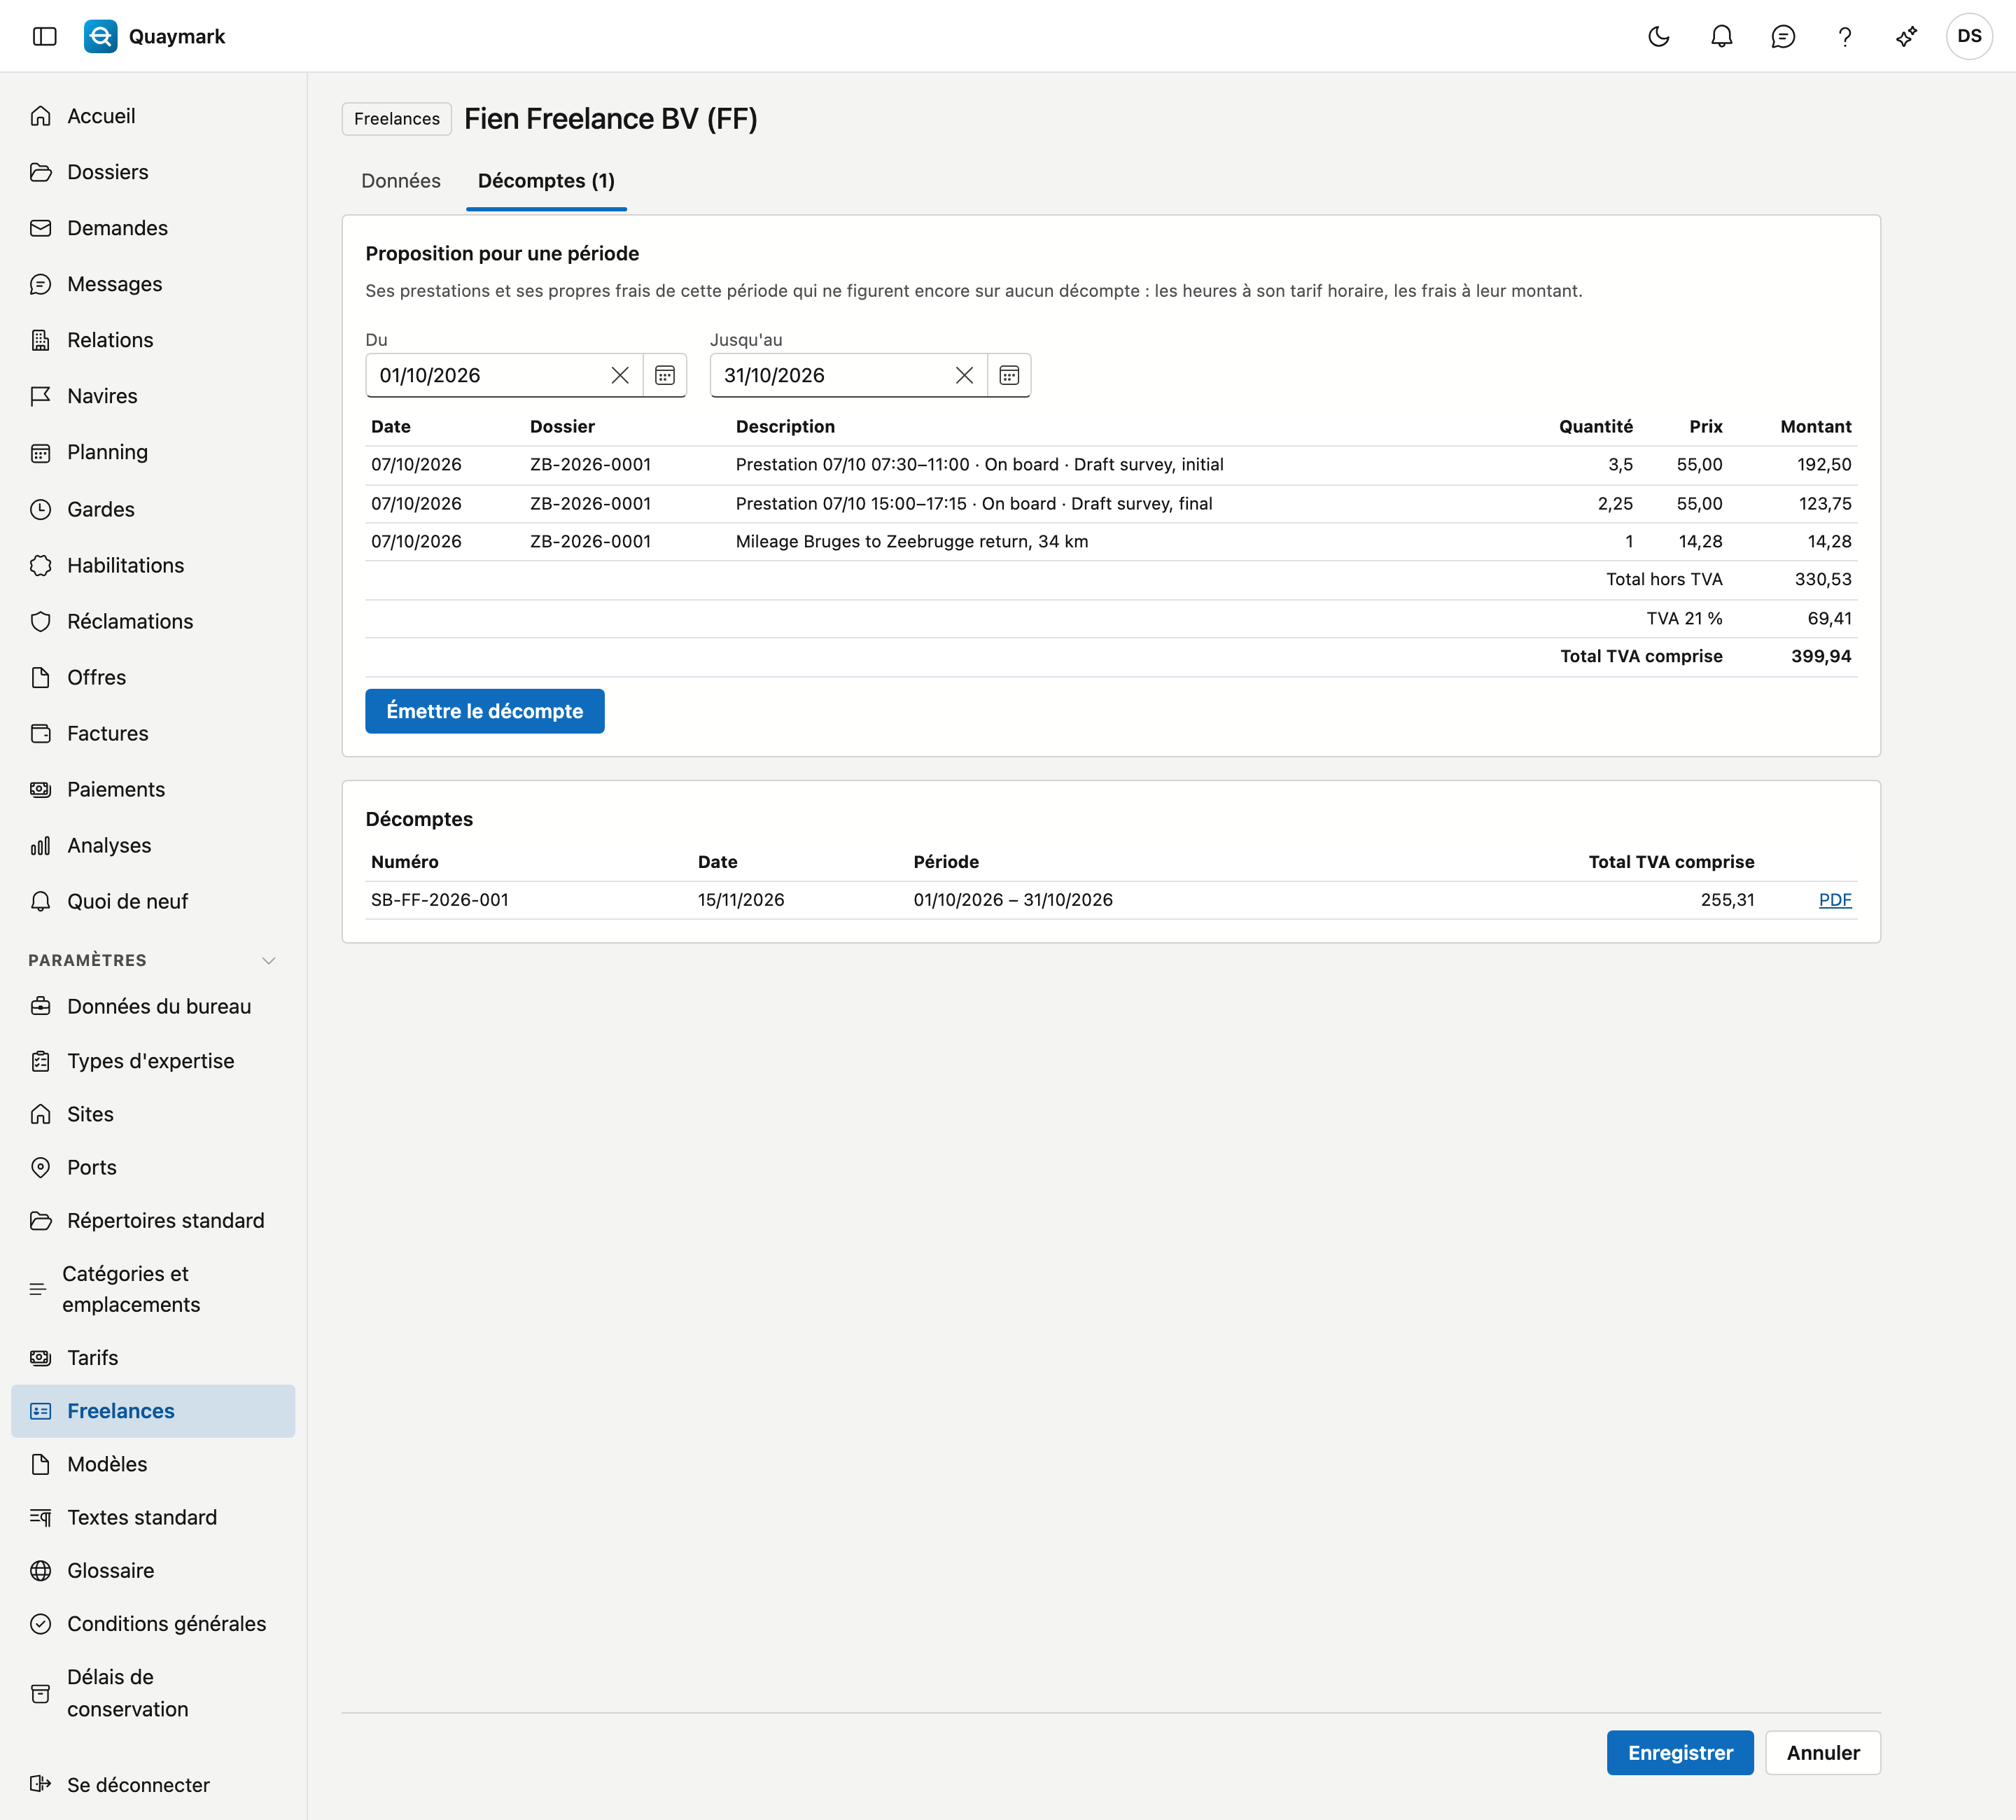 Quaymark
DS
Accueil
Dossiers
Demandes
Messages
Relations
Navires
Planning
Gardes
Habilitations
Réclamations
Offres
Factures
Paiements
Analyses
Quoi de neuf
PARAMÈTRES
Données du bureau
Types d'expertise
Sites
Ports
Répertoires standard
Catégories et
emplacements
Tarifs
Freelances
Modèles
Textes standard
Glossaire
Conditions générales
Délais de
conservation
Se déconnecter
Freelances Fien Freelance BV (FF)
Données Décomptes (1)
Proposition pour une période
Ses prestations et ses propres frais de cette période qui ne figurent encore sur aucun décompte : les heures à son tarif horaire, les frais à leur montant.
Du Jusqu'au
01/10/2026 31/10/2026
Date Dossier Description Quantité Prix Montant
07/10/2026 ZB-2026-0001 Prestation 07/10 07:30–11:00 · On board · Draft survey, initial 3,5 55,00 192,50
07/10/2026 ZB-2026-0001 Prestation 07/10 15:00–17:15 · On board · Draft survey, final 2,25 55,00 123,75
07/10/2026 ZB-2026-0001 Mileage Bruges to Zeebrugge return, 34 km 1 14,28 14,28
Total hors TVA 330,53
TVA 21 % 69,41
Total TVA comprise 399,94
Émettre le décompte
Décomptes
Numéro Date Période Total TVA comprise
SB-FF-2026-001 15/11/2026 01/10/2026 – 31/10/2026 255,31 PDF
Enregistrer Annuler